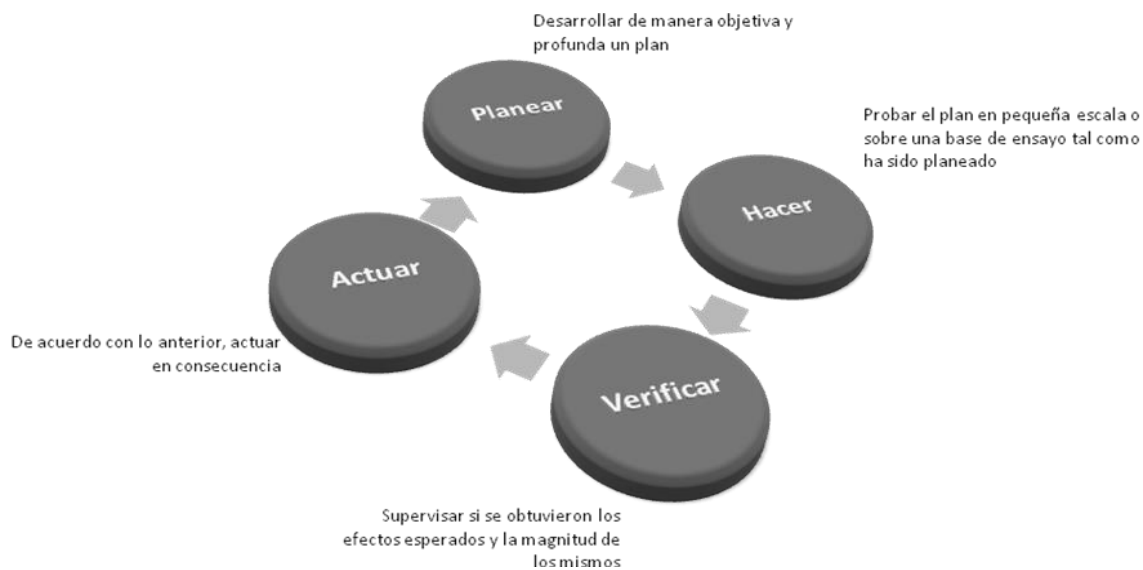 Desarrollar de manera objetiva y
profunda un plan
Planear
Probar el plan en pequeña escala o
sobre una base de ensayo tal como
ha sido planeado
Hacer
Verificar
Supervisar si se obtuvieron los
efectos esperados y la magnitud de
los mismos
Actuar
De acuerdo con lo anterior, actuar
en consecuencia